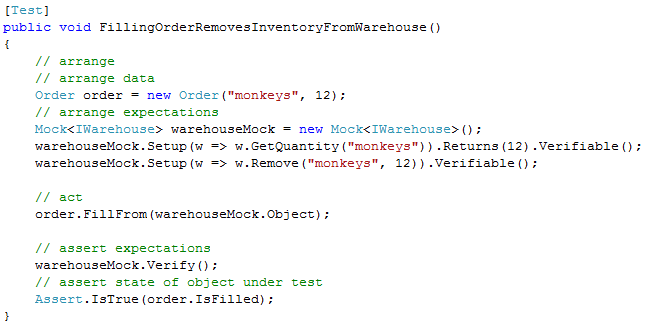 [Test]
public void FillingOrderRemovesInventoryFromWarehouse()
{
    // arrange
    // arrange data
    Order order = new Order("monkeys", 12);
    // arrange expectations
    Mock<IWarehouse> warehouseMock = new Mock<IWarehouse>();
    warehouseMock.Setup(w => w.GetQuantity("monkeys")).Returns(12).Verifiable();
    warehouseMock.Setup(w => w.Remove("monkeys", 12)).Verifiable();

    // act
    order.FillFrom(warehouseMock.Object);

    // assert expectations
    warehouseMock.Verify();
    // assert state of object under test
    Assert.IsTrue(order.IsFilled);
}